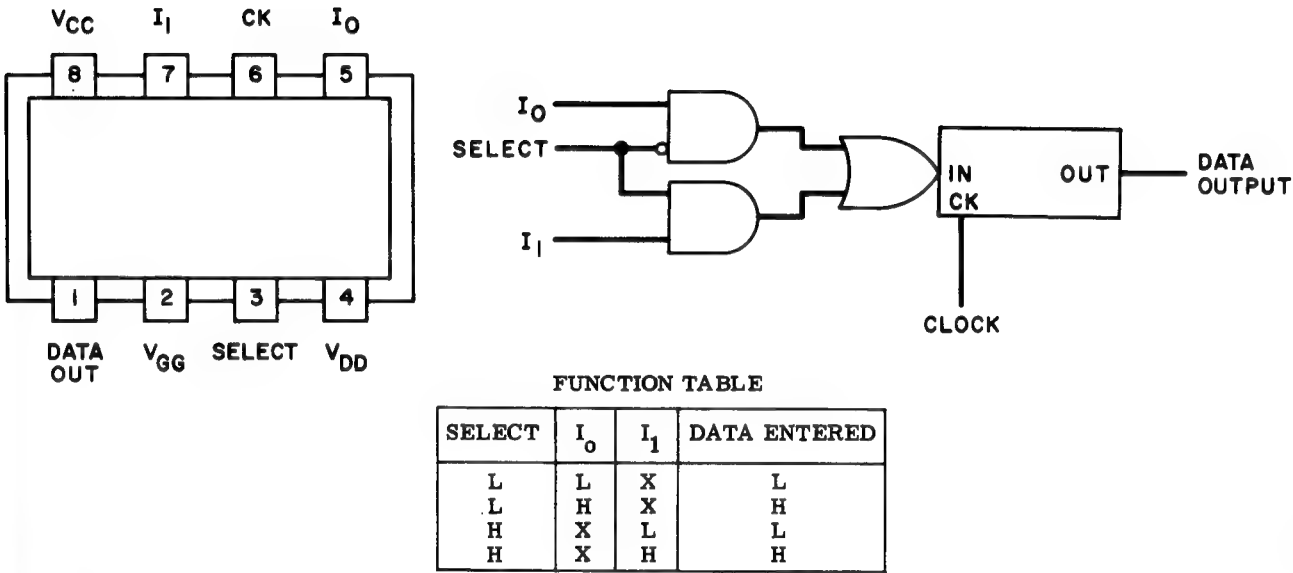 VCC I1 CK I0
8 7 6 5
1 2 3 4
DATA OUT VGG SELECT VDD
I0
SELECT
I1
IN OUT
CK
DATA OUTPUT
CLOCK
FUNCTION TABLE
SELECT Io I1 DATA ENTERED
L L X L
L H X H
H X L L
H X H H